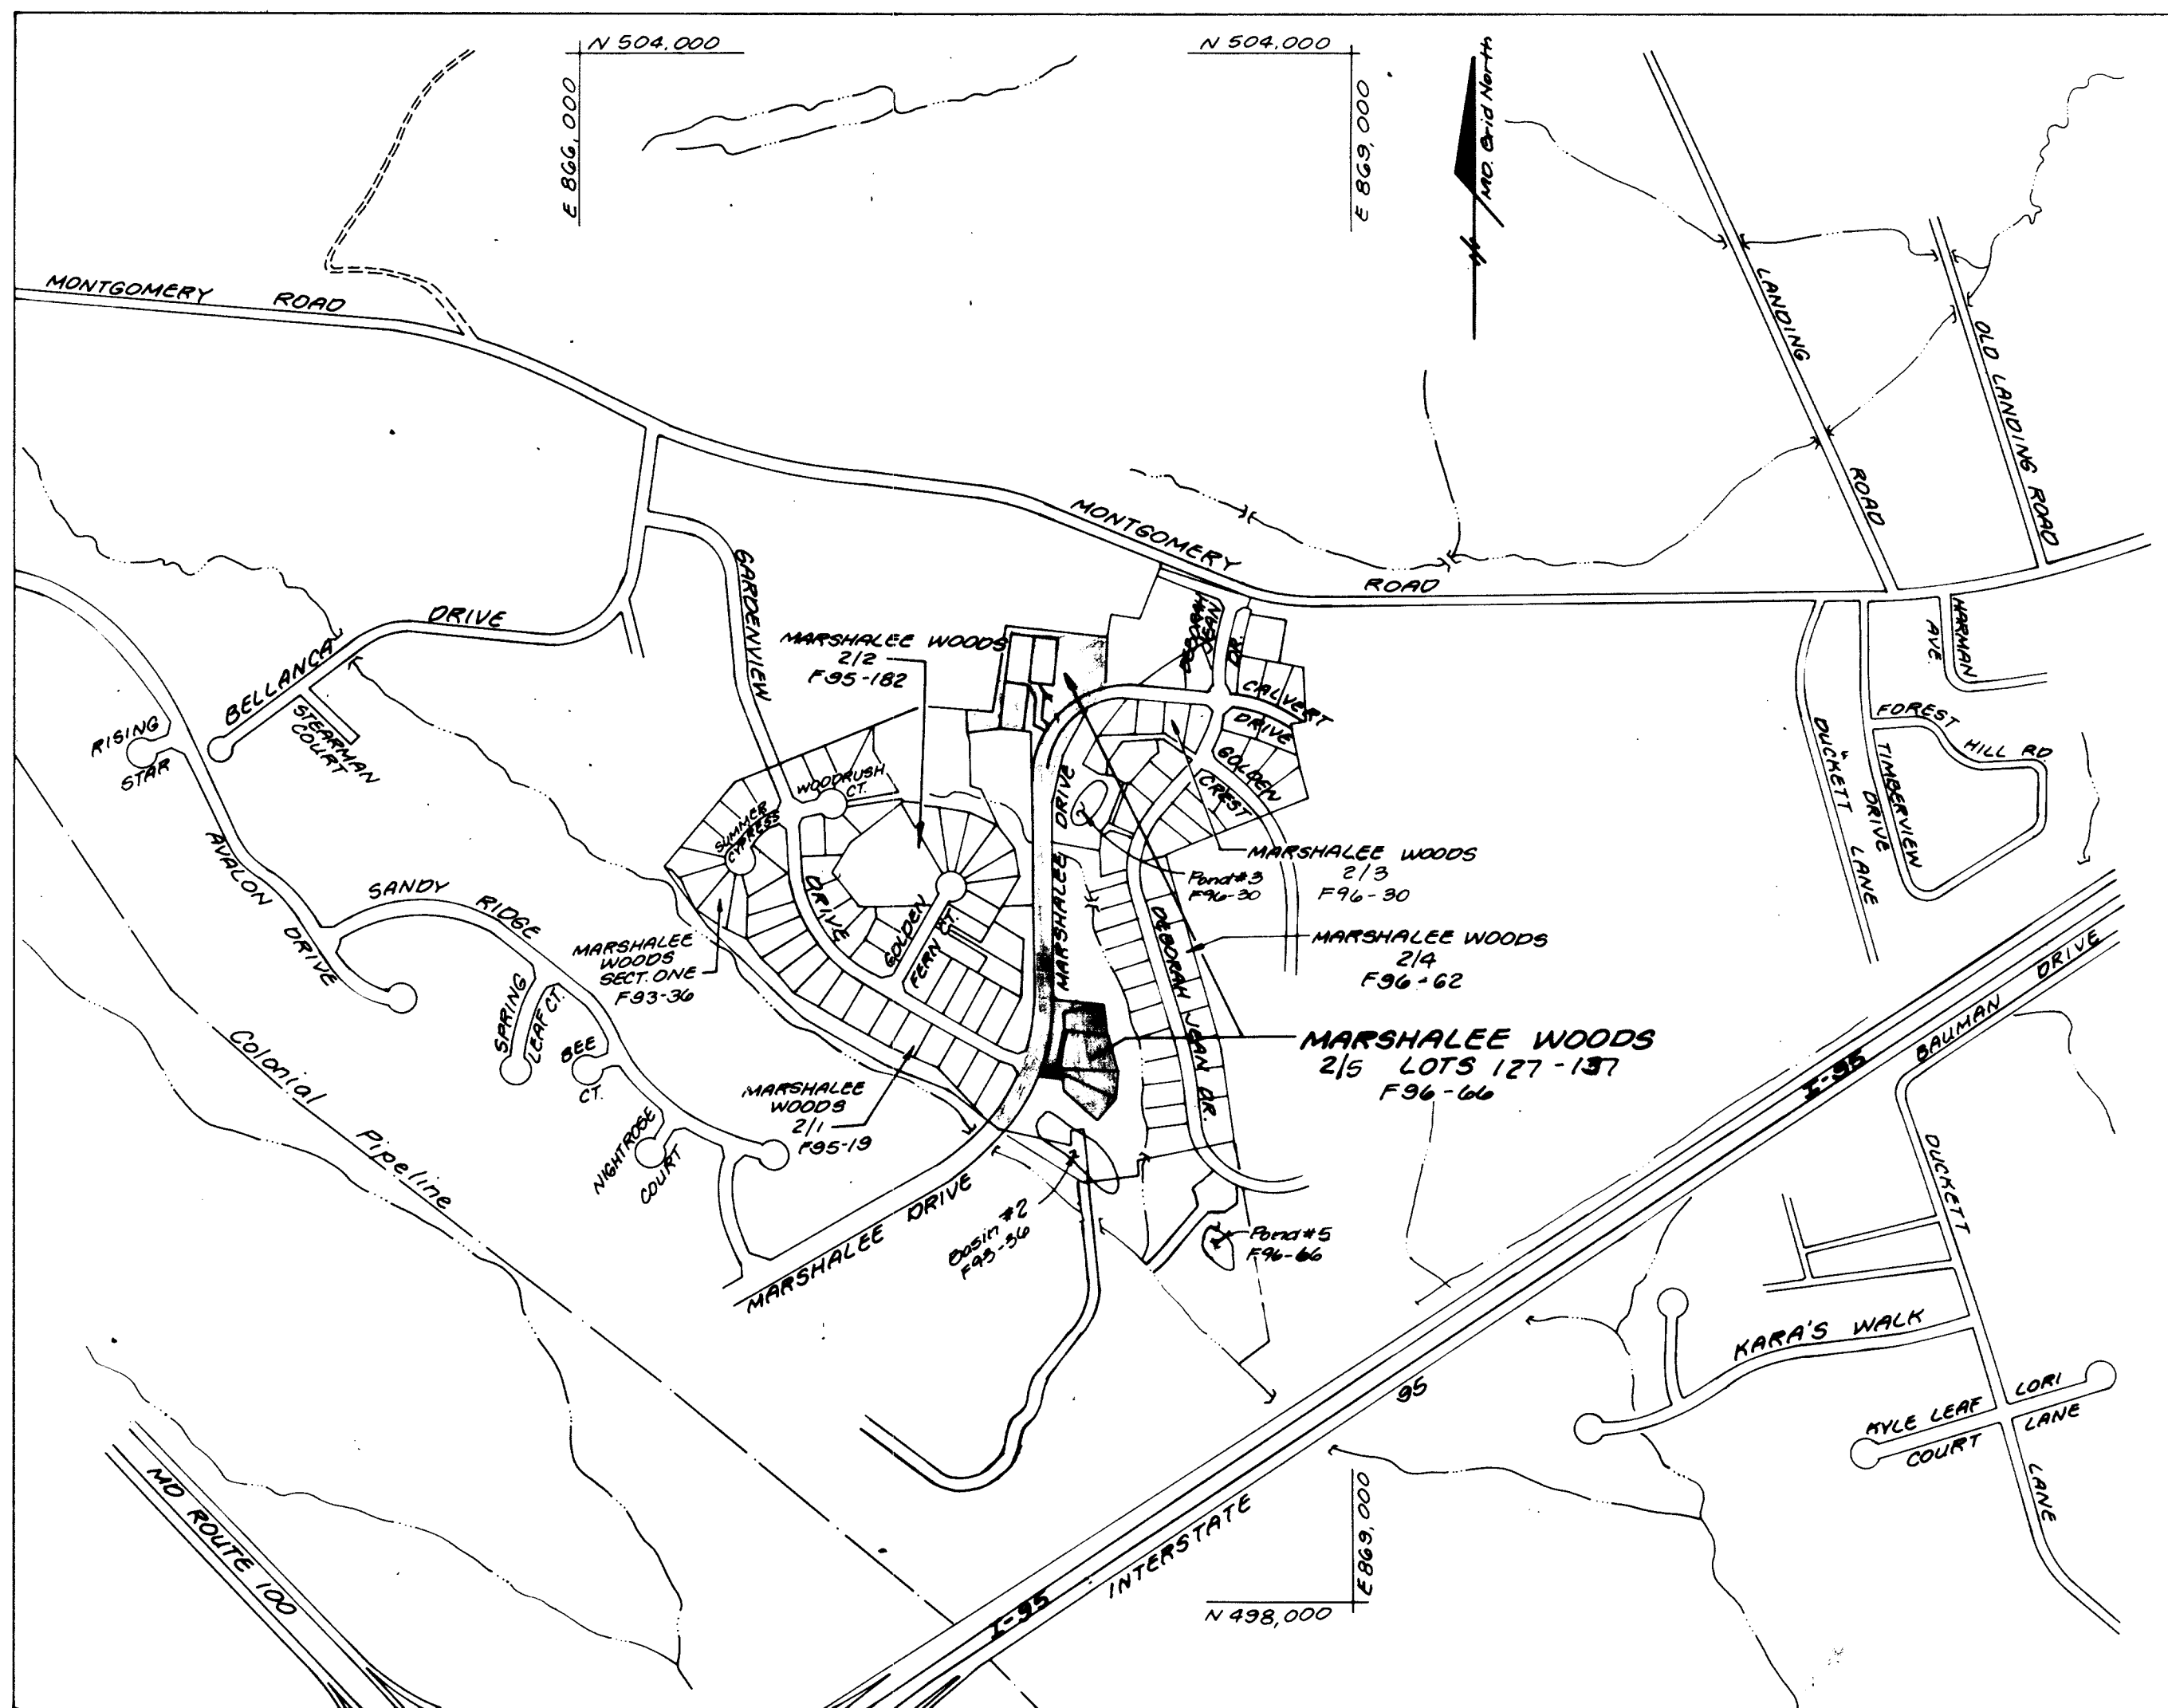 N 504,000
N 504,000
E 866,000
E 869,000
MD. Grid North
MONTGOMERY ROAD
LANDING
ROAD
OLD LANDING ROAD
MONTGOMERY
ROAD
GARDENVIEW
DRIVE
BELLANCA
DRIVE
STEARMAN
COURT
RISING
STAR
AVALON
DRIVE
SANDY
RIDGE
MARSHALEE WOODS
2/2
F95-182
DEBORAH
JEAN
DR.
CALVERT
DRIVE
GOLDEN
CREST
HARMAN
AVE.
FOREST
HILL RD
TIMBERVIEW
DRIVE
DUCKETT
LANE
WOODRUSH
CT.
SUMMER
CYPRESS
GOLDEN
FERN CT.
MARSHALEE DRIVE
MARSHALEE WOODS
2/3
F96-30
Pond #3
F96-30
MARSHALEE
WOODS
SECT. ONE
F93-36
MARSHALEE WOODS
2/4
F96-62
DEBORAH JEAN DR.
MARSHALEE WOODS
2/5 LOTS 127-137
F96-66
MARSHALEE
WOODS
2/1
F95-19
SPRING
LEAF CT.
BEE
CT.
NIGHTROSE
COURT
Colonial
Pipeline
MARSHALEE DRIVE
Basin #2
F93-36
Pond #5
F96-66
I-95
BAUMAN DRIVE
DUCKETT
LANE
KARA'S WALK
KYLE LEAF
COURT
LORI
LANE
95
INTERSTATE
I-95
MD ROUTE 100
E 869,000
N 498,000